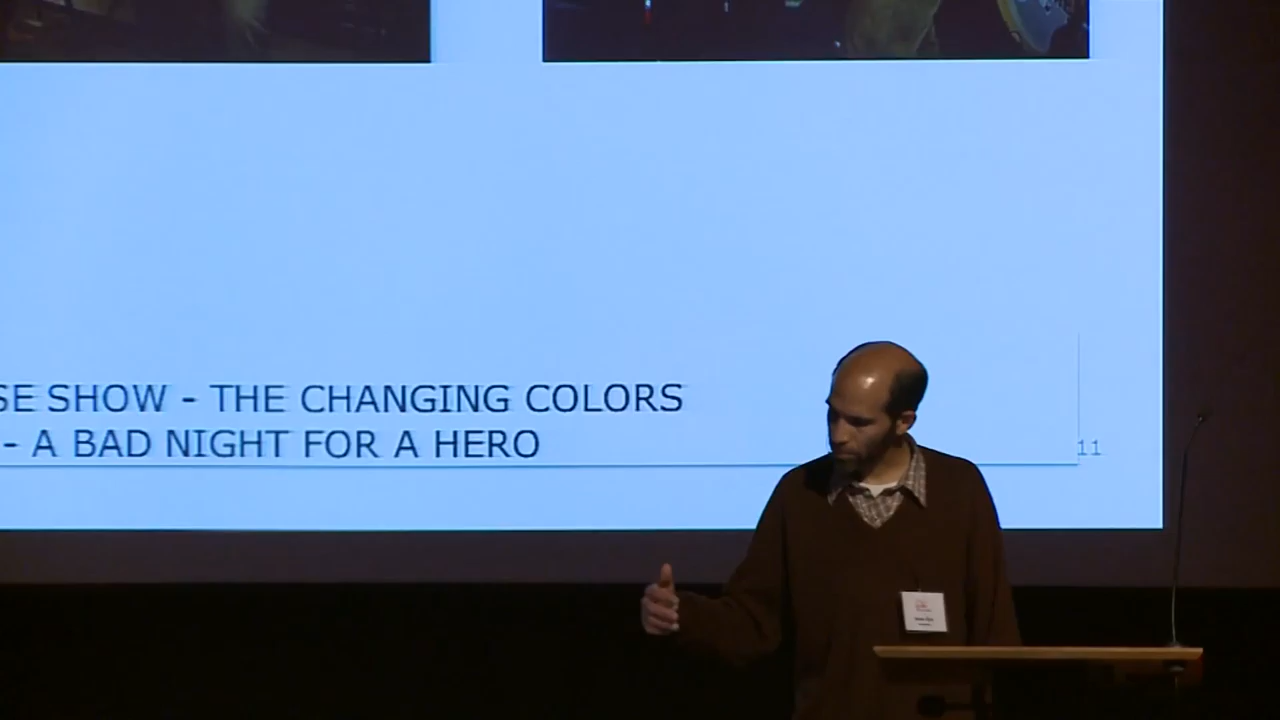 SE SHOW - THE CHANGING COLORS
- A BAD NIGHT FOR A HERO
11